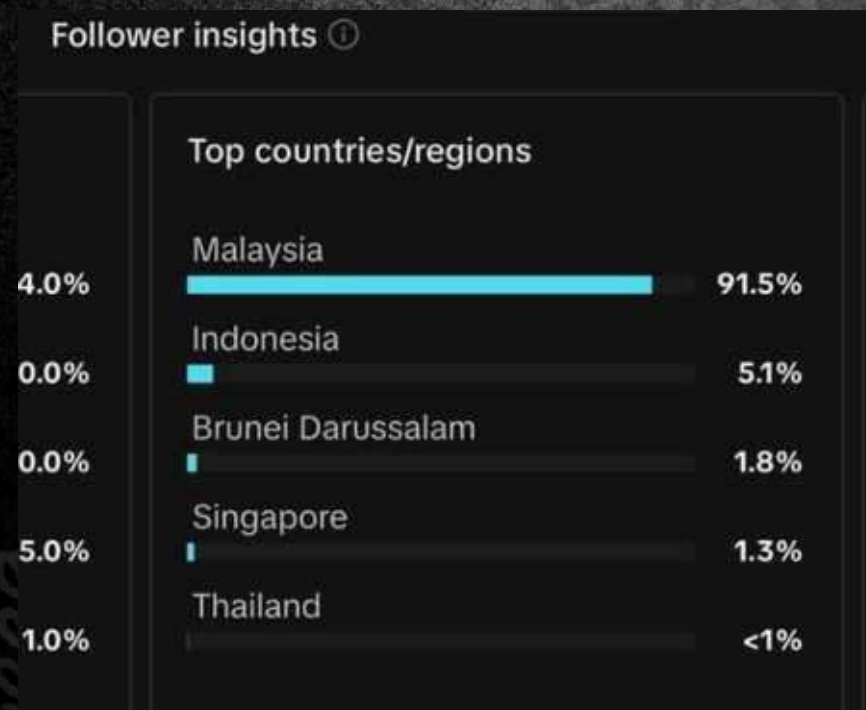 Follower insights
Top countries/regions
Malaysia
4.0%
91.5%
Indonesia
0.0%
5.1%
Brunei Darussalam
0.0%
1.8%
Singapore
5.0%
1.3%
Thailand
1.0%
<1%